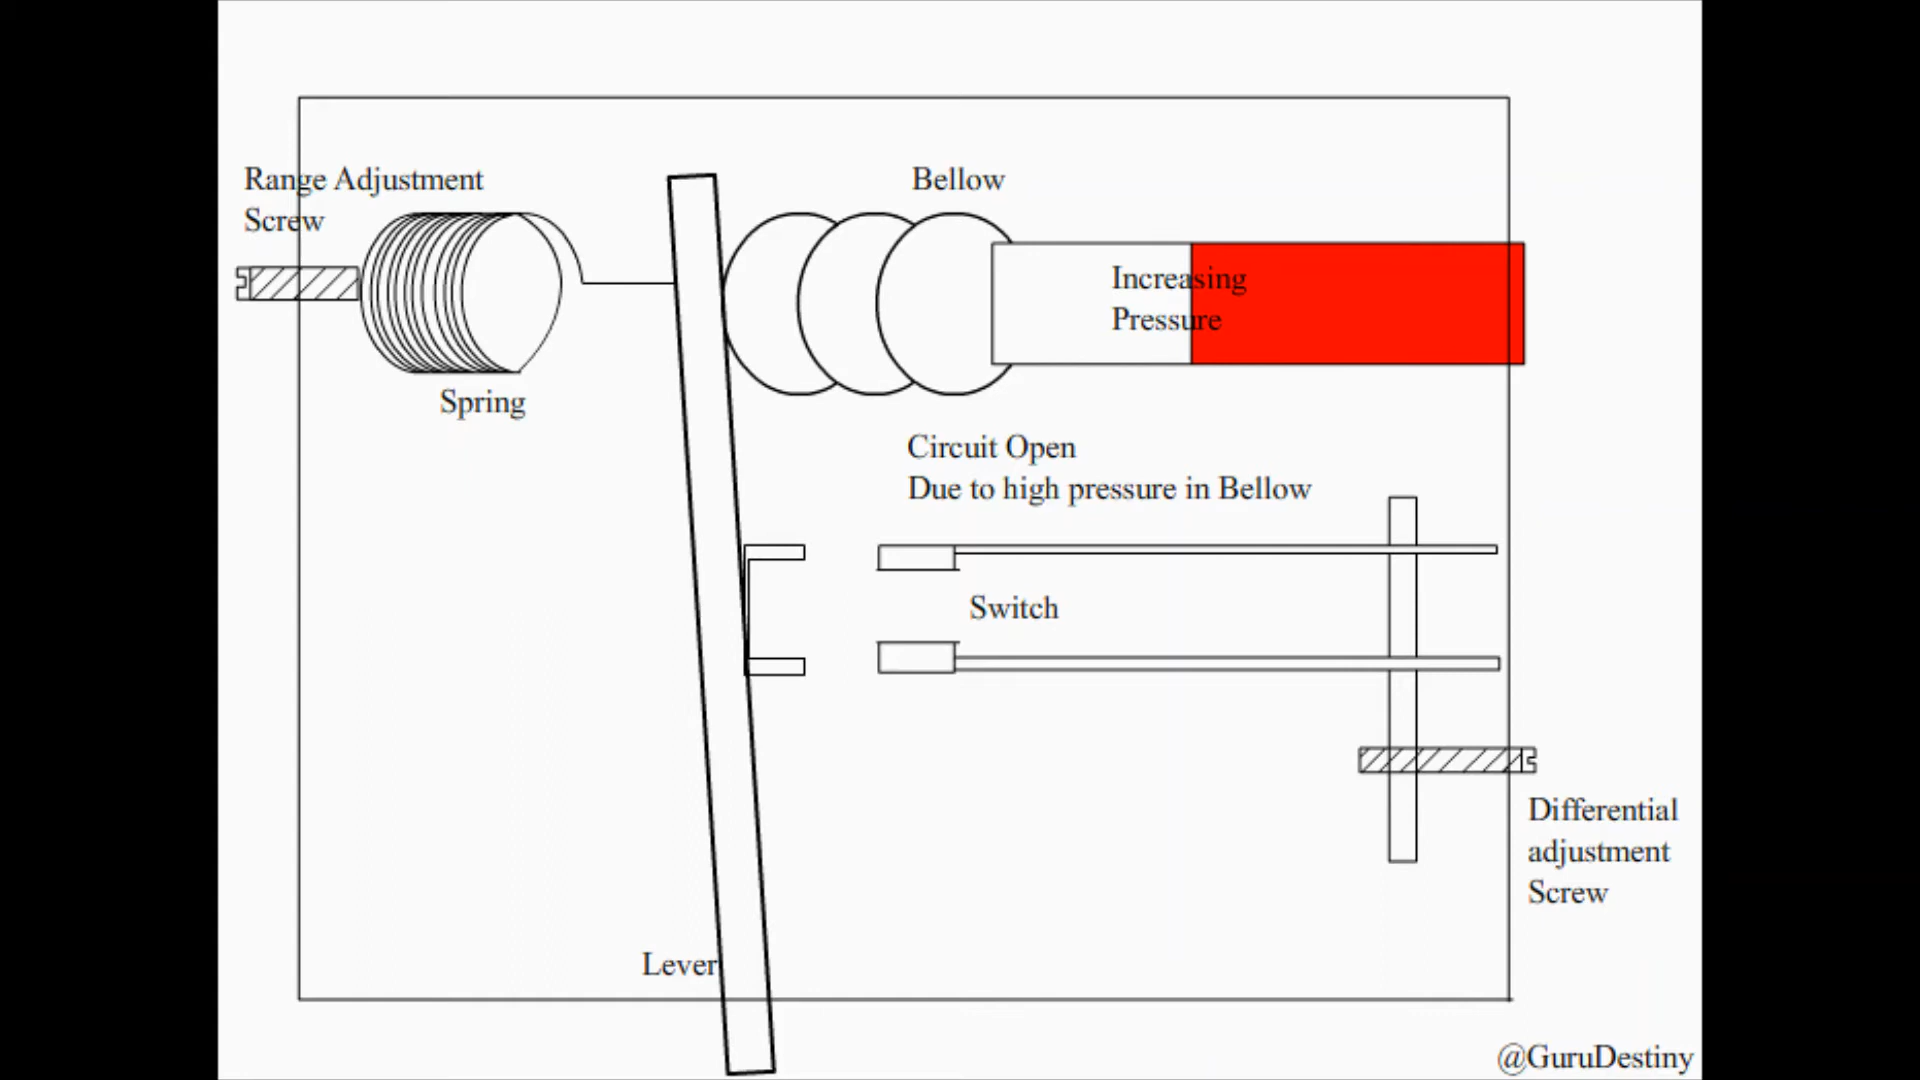 Range Adjustment
Screw
Bellow
Increasing
Pressure
Spring
Circuit Open
Due to high pressure in Bellow
Switch
Differential
adjustment
Screw
Lever
@GuruDestiny